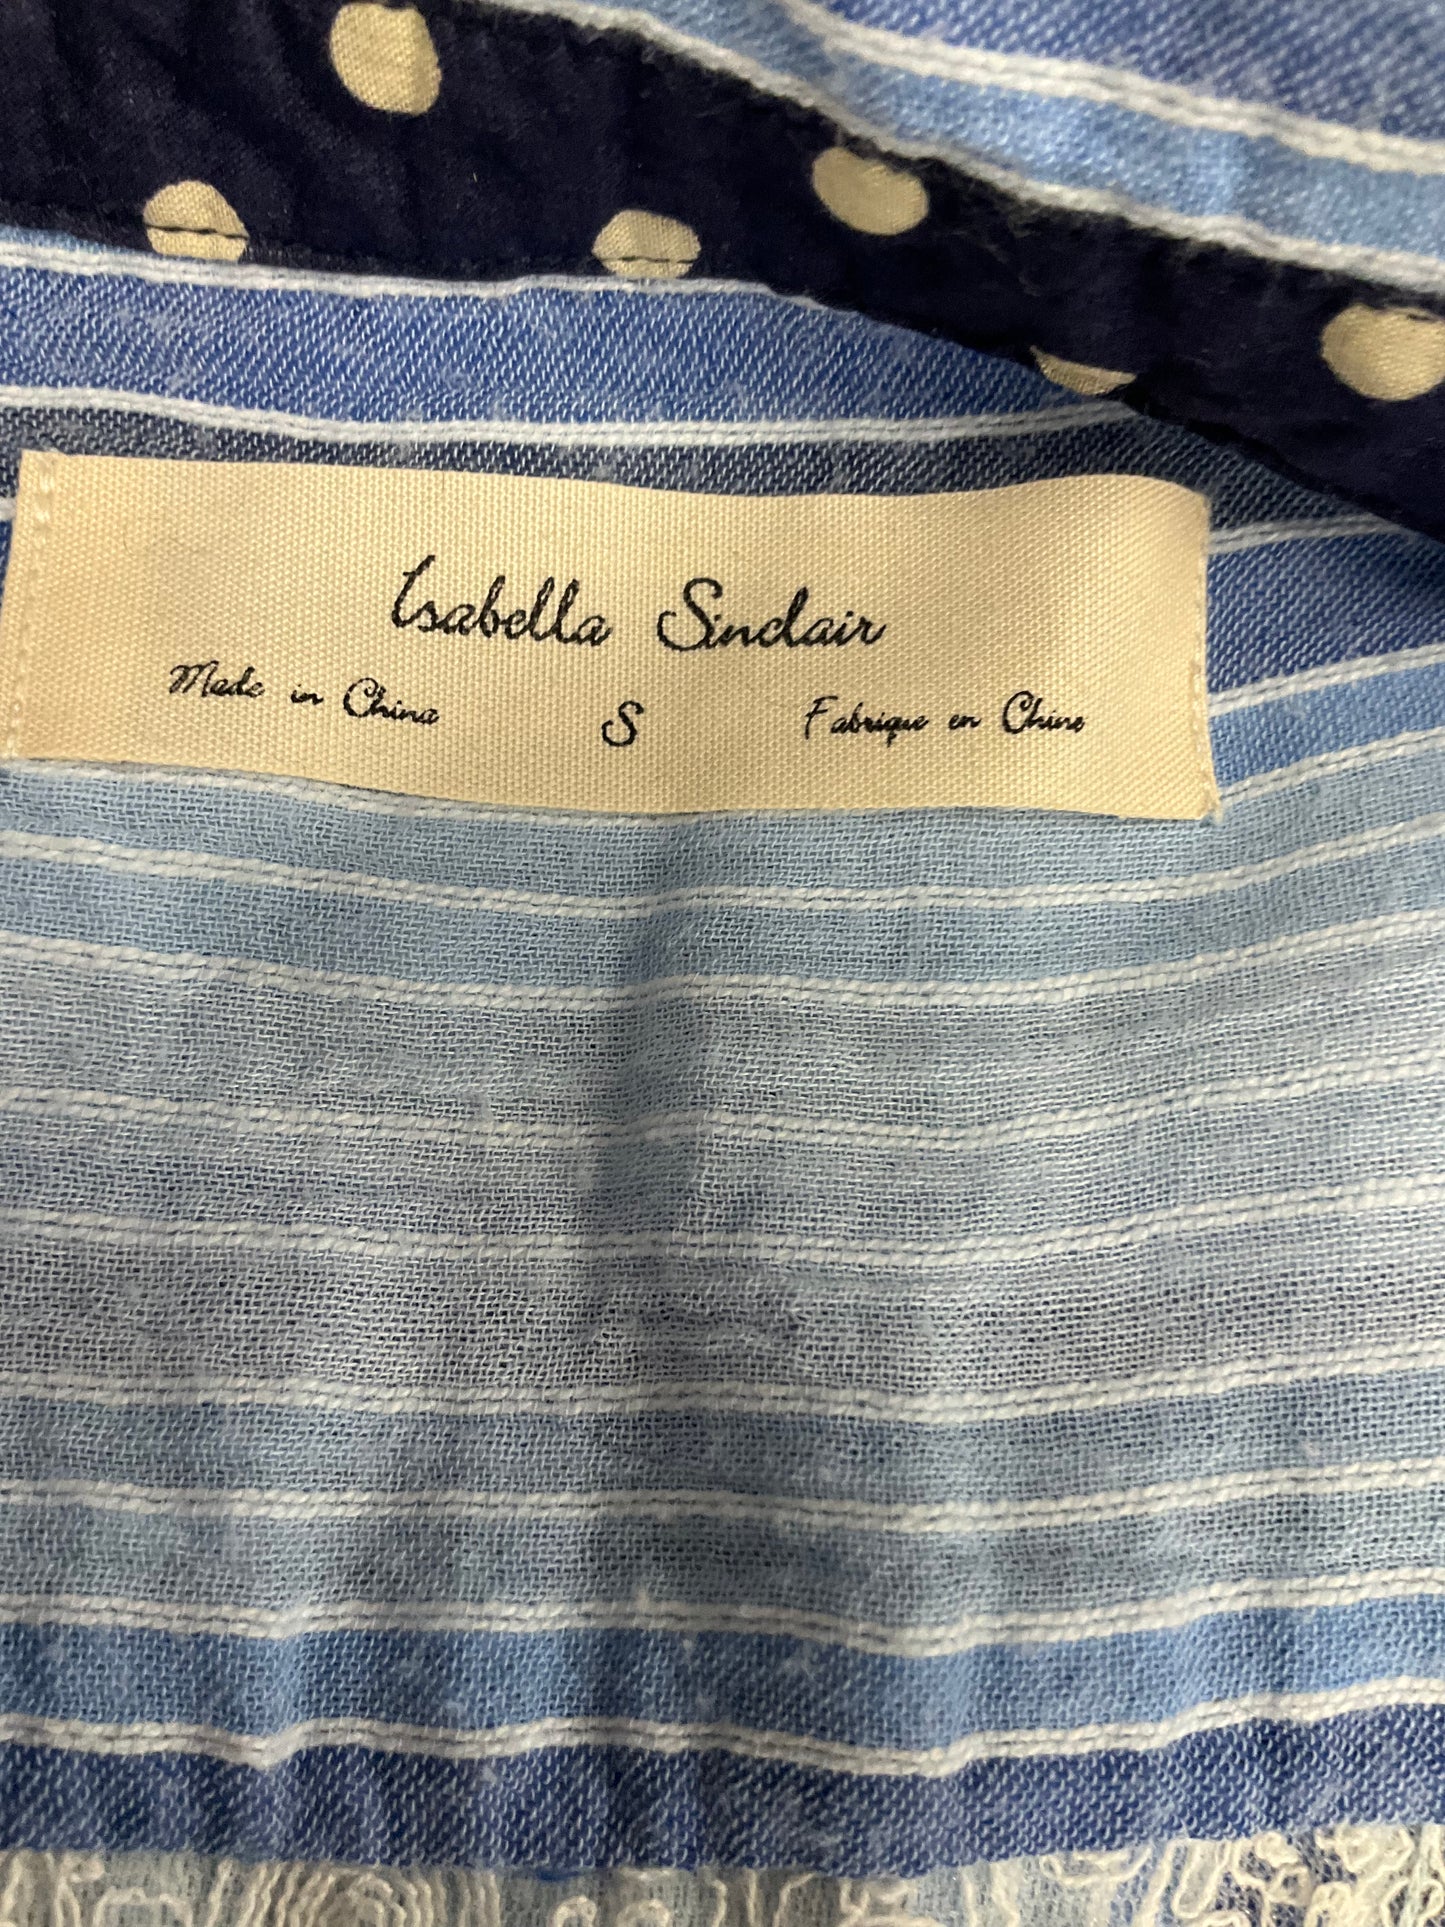 Isabella Sinclair
Made in China S Fabrique en Chine